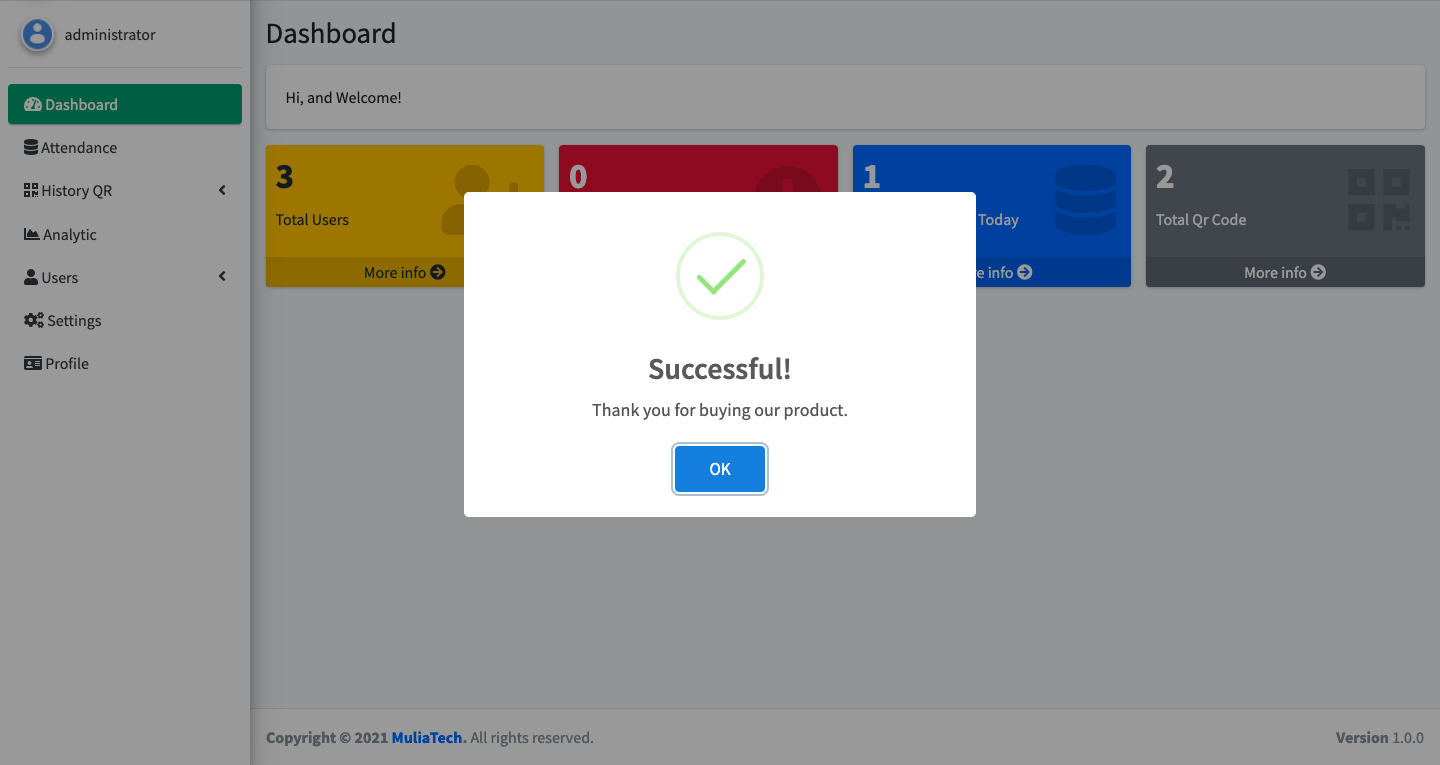 administrator
Dashboard
Attendance
History QR
Analytic
Users
Settings
Profile
Dashboard
Hi, and Welcome!
3
Total Users
More info
0
1
Today
info
2
Total Qr Code
More info
Successful!
Thank you for buying our product.
OK
Copyright © 2021 MuliaTech. All rights reserved.
Version 1.0.0